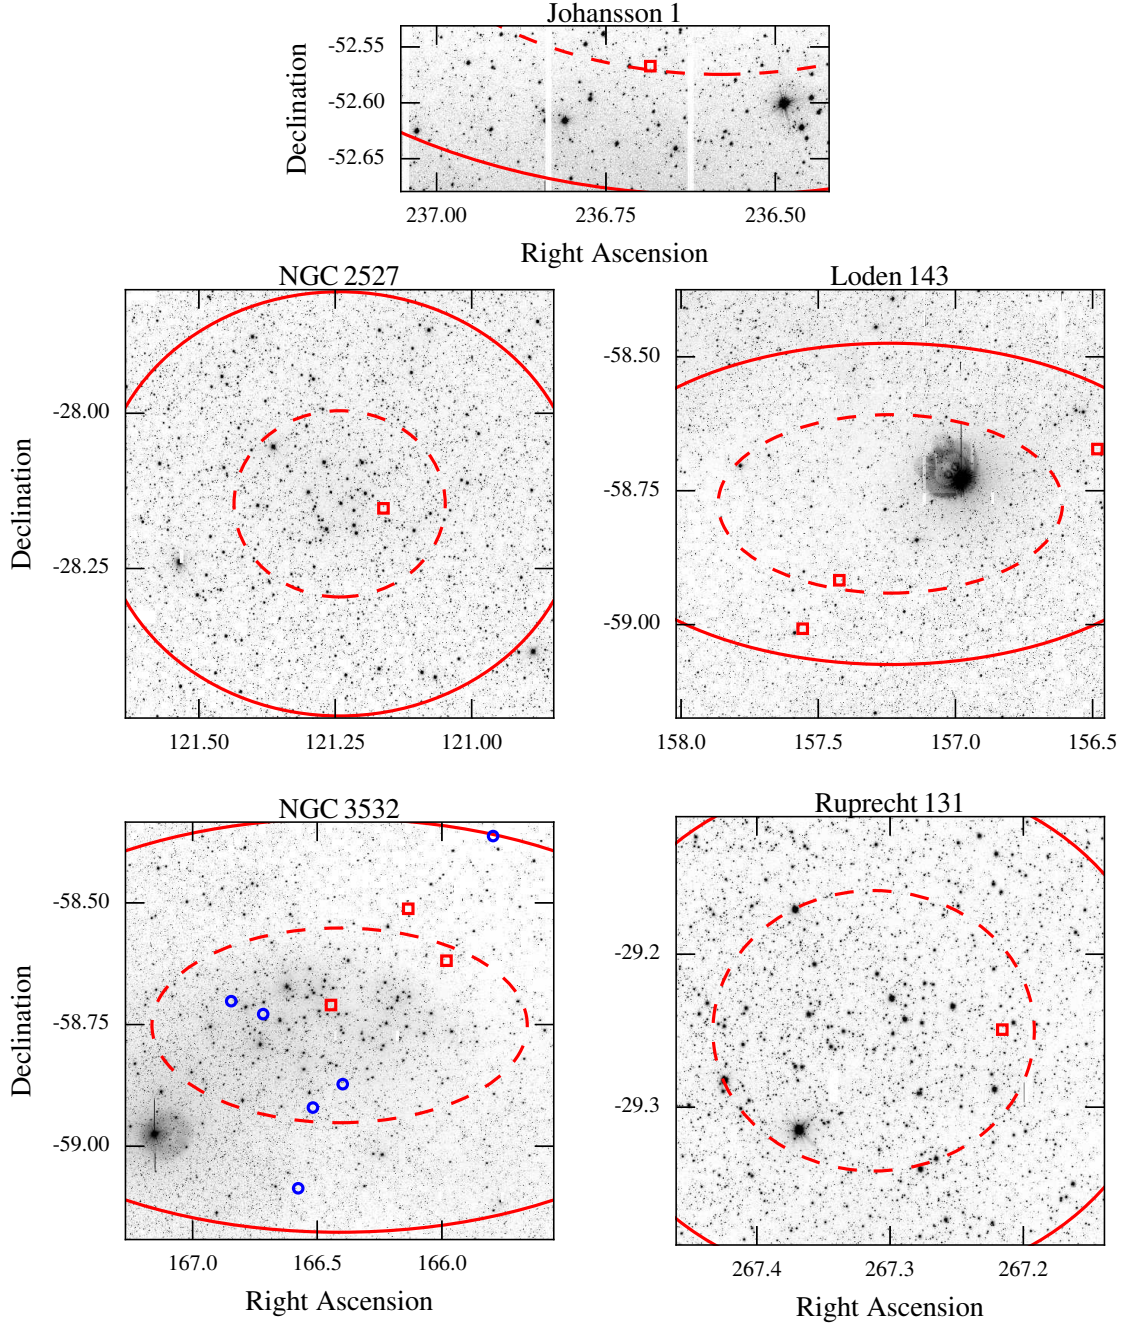 Johansson 1
Declination
-52.55
-52.60
-52.65
237.00 236.75 236.50
Right Ascension
NGC 2527
Declination
-28.00
-28.25
121.50 121.25 121.00
Loden 143
-58.50
-58.75
-59.00
158.0 157.5 157.0 156.5
NGC 3532
Declination
-58.50
-58.75
-59.00
167.0 166.5 166.0
Right Ascension
Ruprecht 131
-29.2
-29.3
267.4 267.3 267.2
Right Ascension